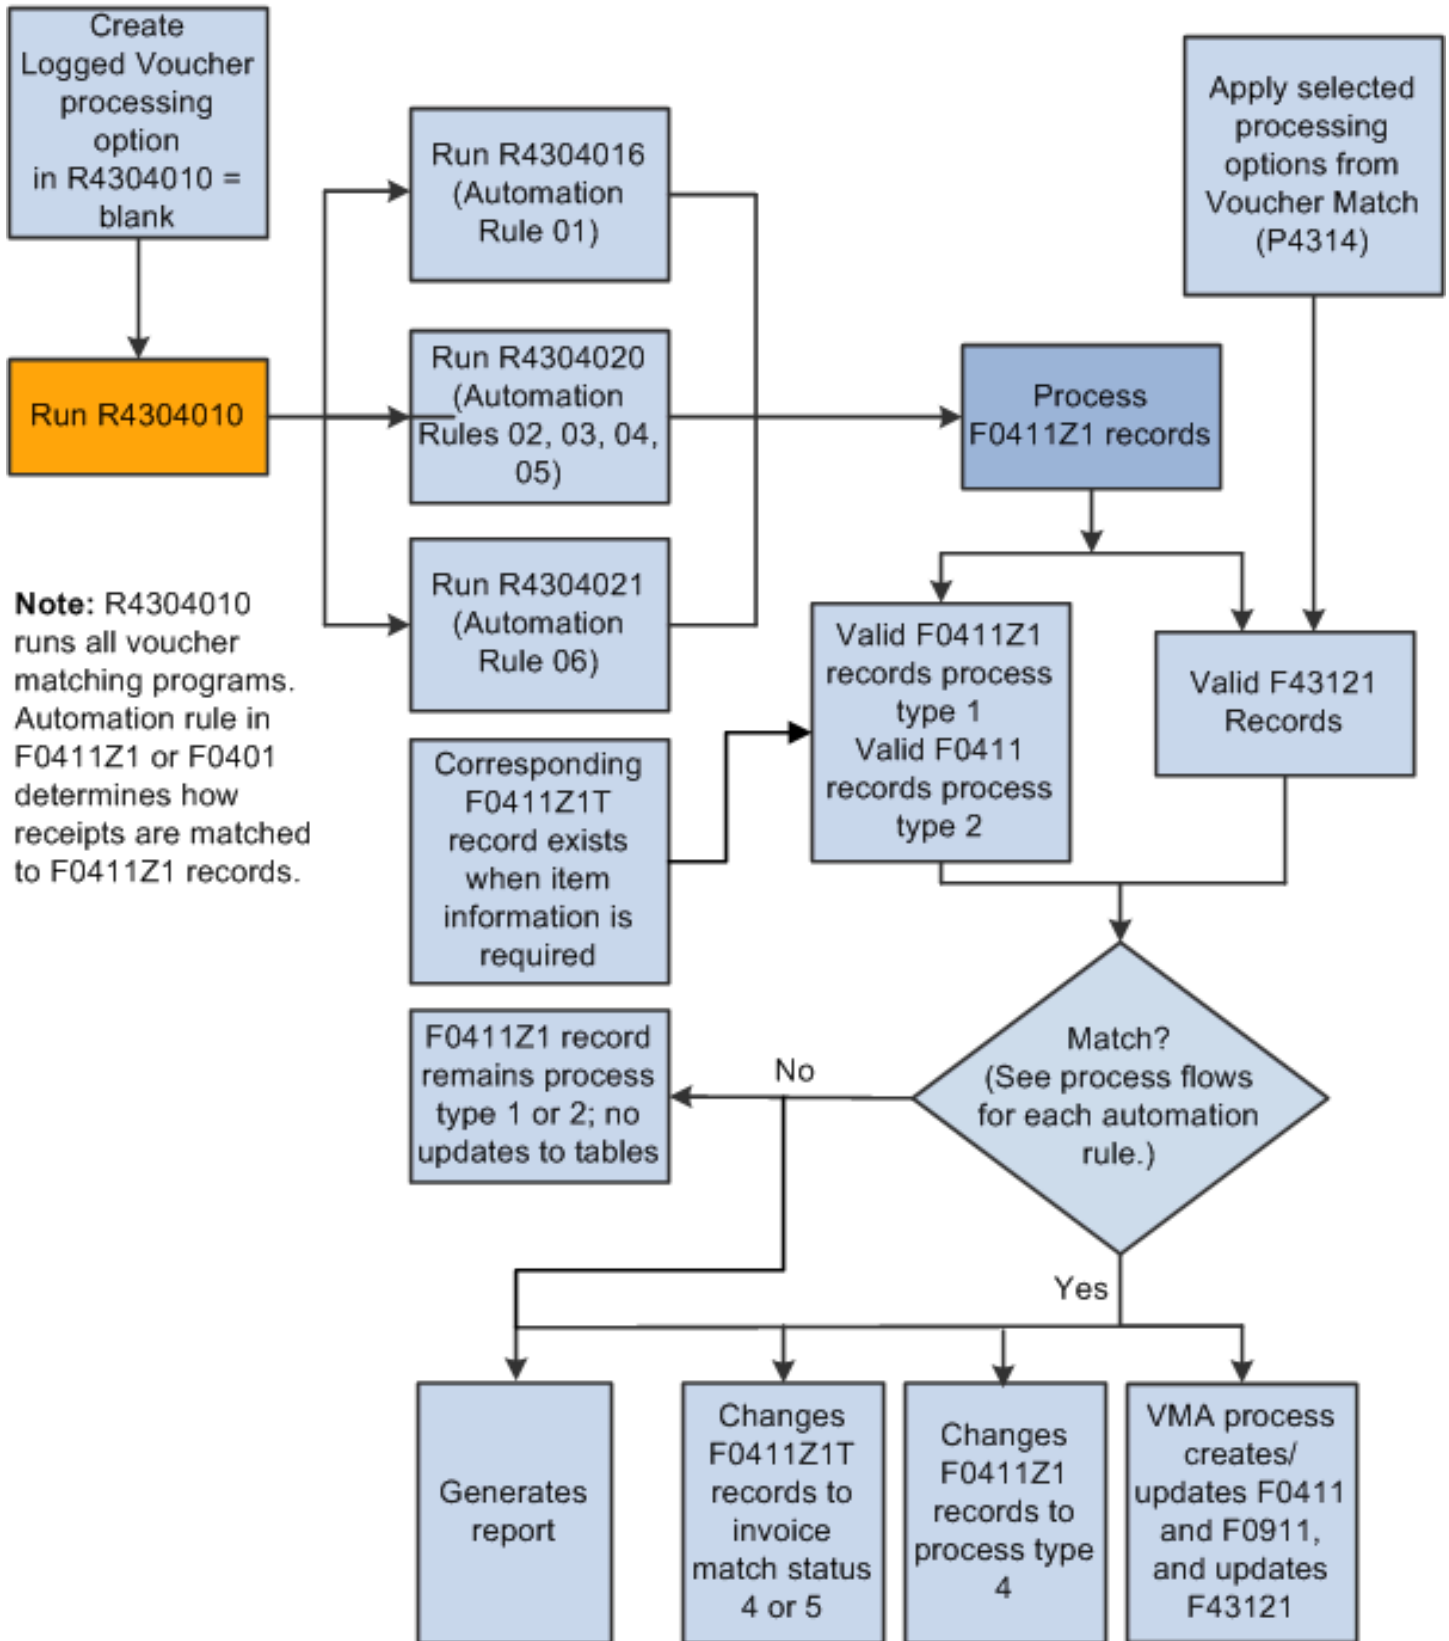 Create
Logged Voucher
processing
option
in R4304010 =
blank
Run R4304016
(Automation
Rule 01)
Apply selected
processing
options from
Voucher Match
(P4314)
Run R4304010
Run R4304020
(Automation
Rules 02, 03, 04,
05)
Process
F0411Z1 records
Note: R4304010
runs all voucher
matching programs.
Automation rule in
F0411Z1 or F0401
determines how
receipts are matched
to F0411Z1 records.
Run R4304021
(Automation
Rule 06)
Valid F0411Z1
records process
type 1
Valid F0411
records process
type 2
Valid F43121
Records
Corresponding
F0411Z1T
record exists
when item
information is
required
F0411Z1 record
remains process
type 1 or 2; no
updates to tables
No
Match?
(See process flows
for each automation
rule.)
Yes
Generates
report
Changes
F0411Z1T
records to
invoice
match status
4 or 5
Changes
F0411Z1
records to
process type
4
VMA process
creates/
updates F0411
and F0911,
and updates
F43121